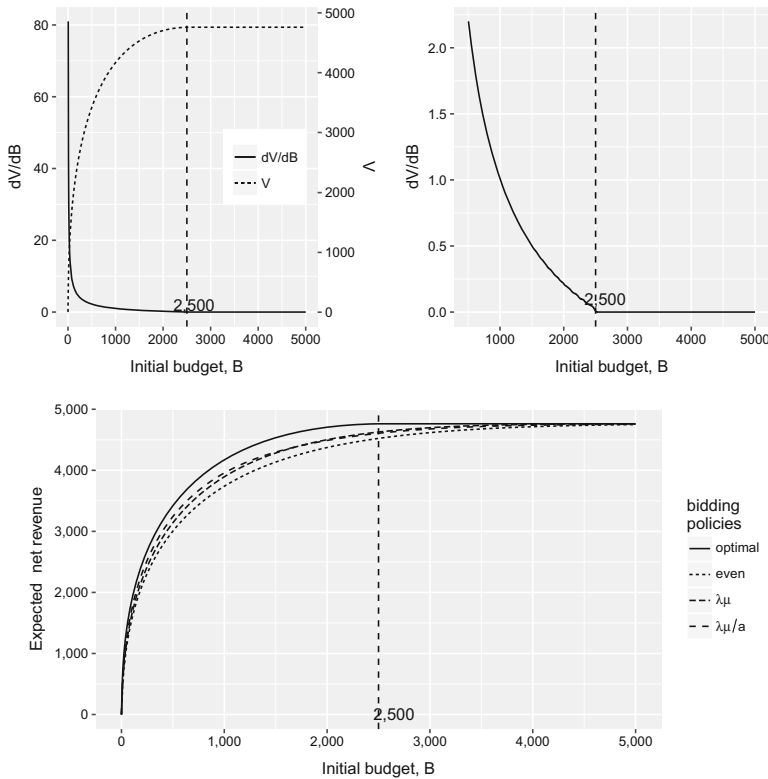 80
60
40
20
0
dV/dB
5000
4000
3000
2000
1000
0
V
dV/dB
V
2,500
0 1000 2000 3000 4000 5000
Initial budget, B
2.0
1.5
1.0
0.5
0.0
dV/dB
2,500
1000 2000 3000 4000 5000
Initial budget, B
5,000
4,000
3,000
2,000
1,000
0
Expected net revenue
2,500
0 1,000 2,000 3,000 4,000 5,000
Initial budget, B
bidding
policies
optimal
even
λμ
λμ/a